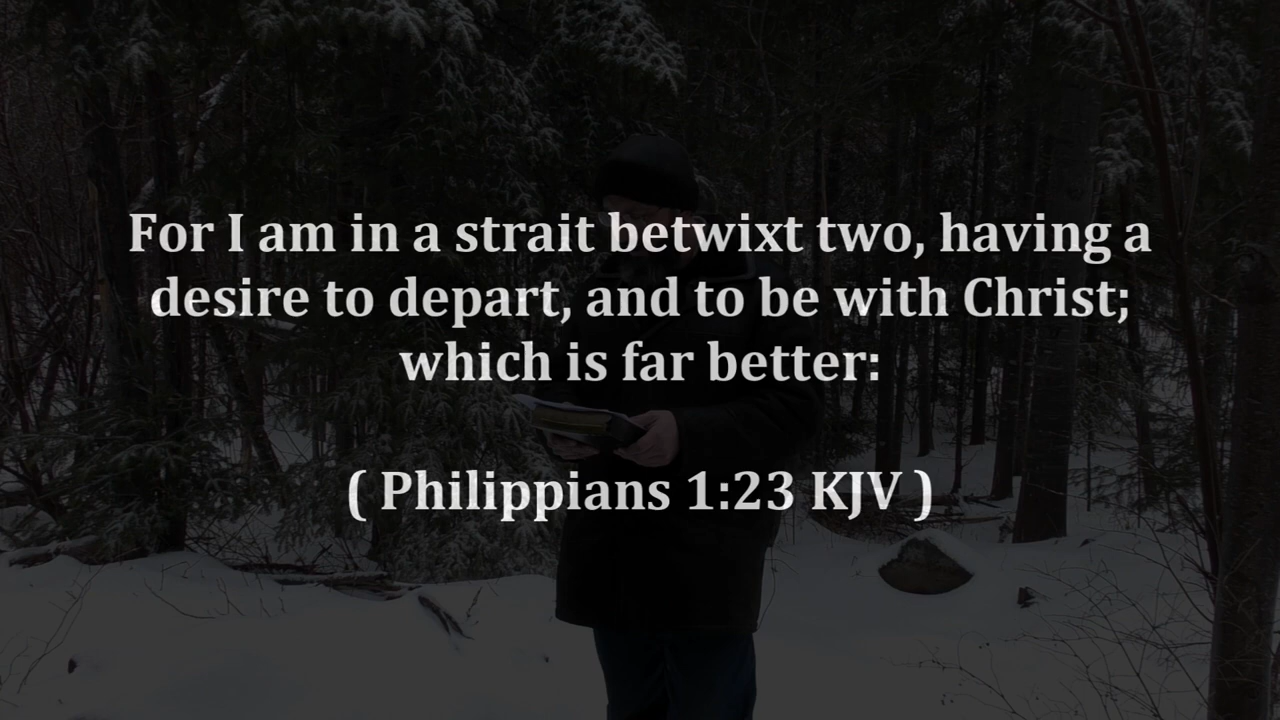 For I am in a strait betwixt two, having a
desire to depart, and to be with Christ;
which is far better:
( Philippians 1:23 KJV )